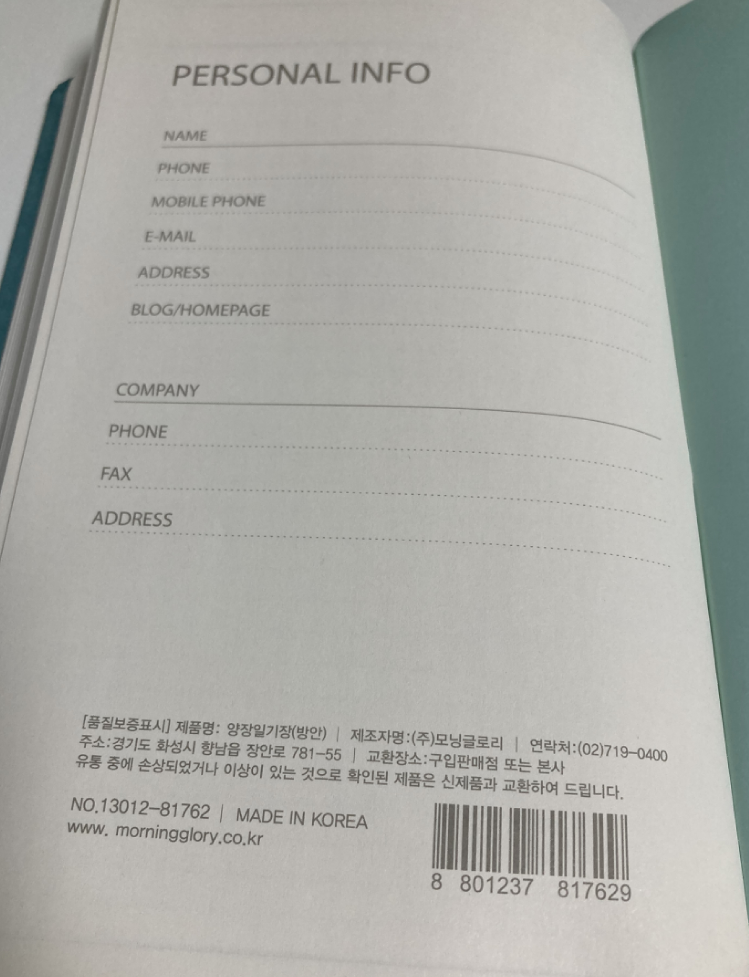 PERSONAL INFO
NAME
PHONE
MOBILE PHONE
E-MAIL
ADDRESS
BLOG/HOMEPAGE
COMPANY
PHONE
FAX
ADDRESS
[품질보증표시] 제품명: 양장일기장(방안) | 제조자명:(주)모닝글로리 | 연락처:(02)719-0400
주소:경기도 화성시 향남읍 장안로 781-55 | 교환장소:구입판매점 또는 본사
유통 중에 손상되었거나 이상이 있는 것으로 확인된 제품은 신제품과 교환하여 드립니다.
NO.13012-81762 | MADE IN KOREA
www. morningglory.co.kr
8 801237 817629